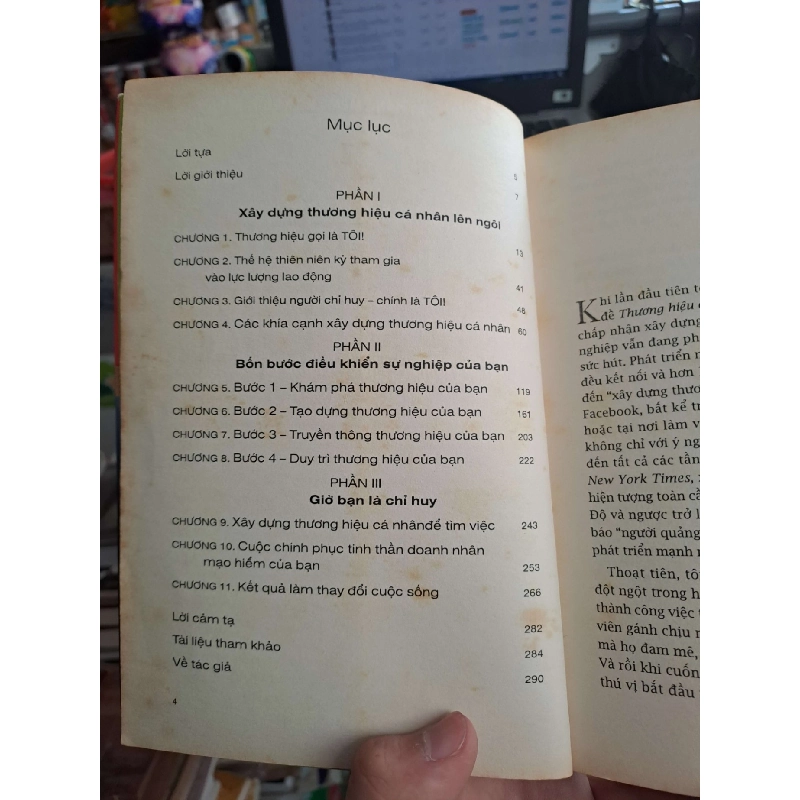 Mục lục
Lời tựa 5
Lời giới thiệu 7
PHẦN I
Xây dựng thương hiệu cá nhân lên ngôi
CHƯƠNG 1. Thương hiệu gọi là TÔI! 13
CHƯƠNG 2. Thế hệ thiên niên kỷ tham gia
vào lực lượng lao động 41
CHƯƠNG 3. Giới thiệu người chỉ huy – chính là TÔI! 46
CHƯƠNG 4. Các khía cạnh xây dựng thương hiệu cá nhân 60
PHẦN II
Bốn bước điều khiển sự nghiệp của bạn
CHƯƠNG 5. Bước 1 – Khám phá thương hiệu của bạn 119
CHƯƠNG 6. Bước 2 – Tạo dựng thương hiệu của bạn 161
CHƯƠNG 7. Bước 3 – Truyền thông thương hiệu của bạn 203
CHƯƠNG 8. Bước 4 – Duy trì thương hiệu của bạn 222
PHẦN III
Giờ bạn là chỉ huy
CHƯƠNG 9. Xây dựng thương hiệu cá nhânđể tìm việc 243
CHƯƠNG 10. Cuộc chinh phục tinh thần doanh nhân
mạo hiểm của bạn 253
CHƯƠNG 11. Kết quả làm thay đổi cuộc sống 266
Lời cảm tạ 282
Tài liệu tham khảo 284
Về tác giả 290
4
Khi lần đầu tiên t
đề Thương hiệu
chấp nhận xây dựng
nghiệp vẫn đang ph
sức hút. Phát triển
đều kết nối và hơn
đến “xây dựng thươ
Facebook, bất kể tr
hoặc tại nơi làm v
không chỉ với ý ng
đến tất cả các tần
New York Times,
hiện tượng toàn cầ
Độ và ngược trở l
báo “người quảng
phát triển mạnh
Thoạt tiên, tô
đột ngột trong h
thành công việc
viên gánh chịu
mà họ đam mê,
Và rồi khi cuốn
thú vị bắt đầu